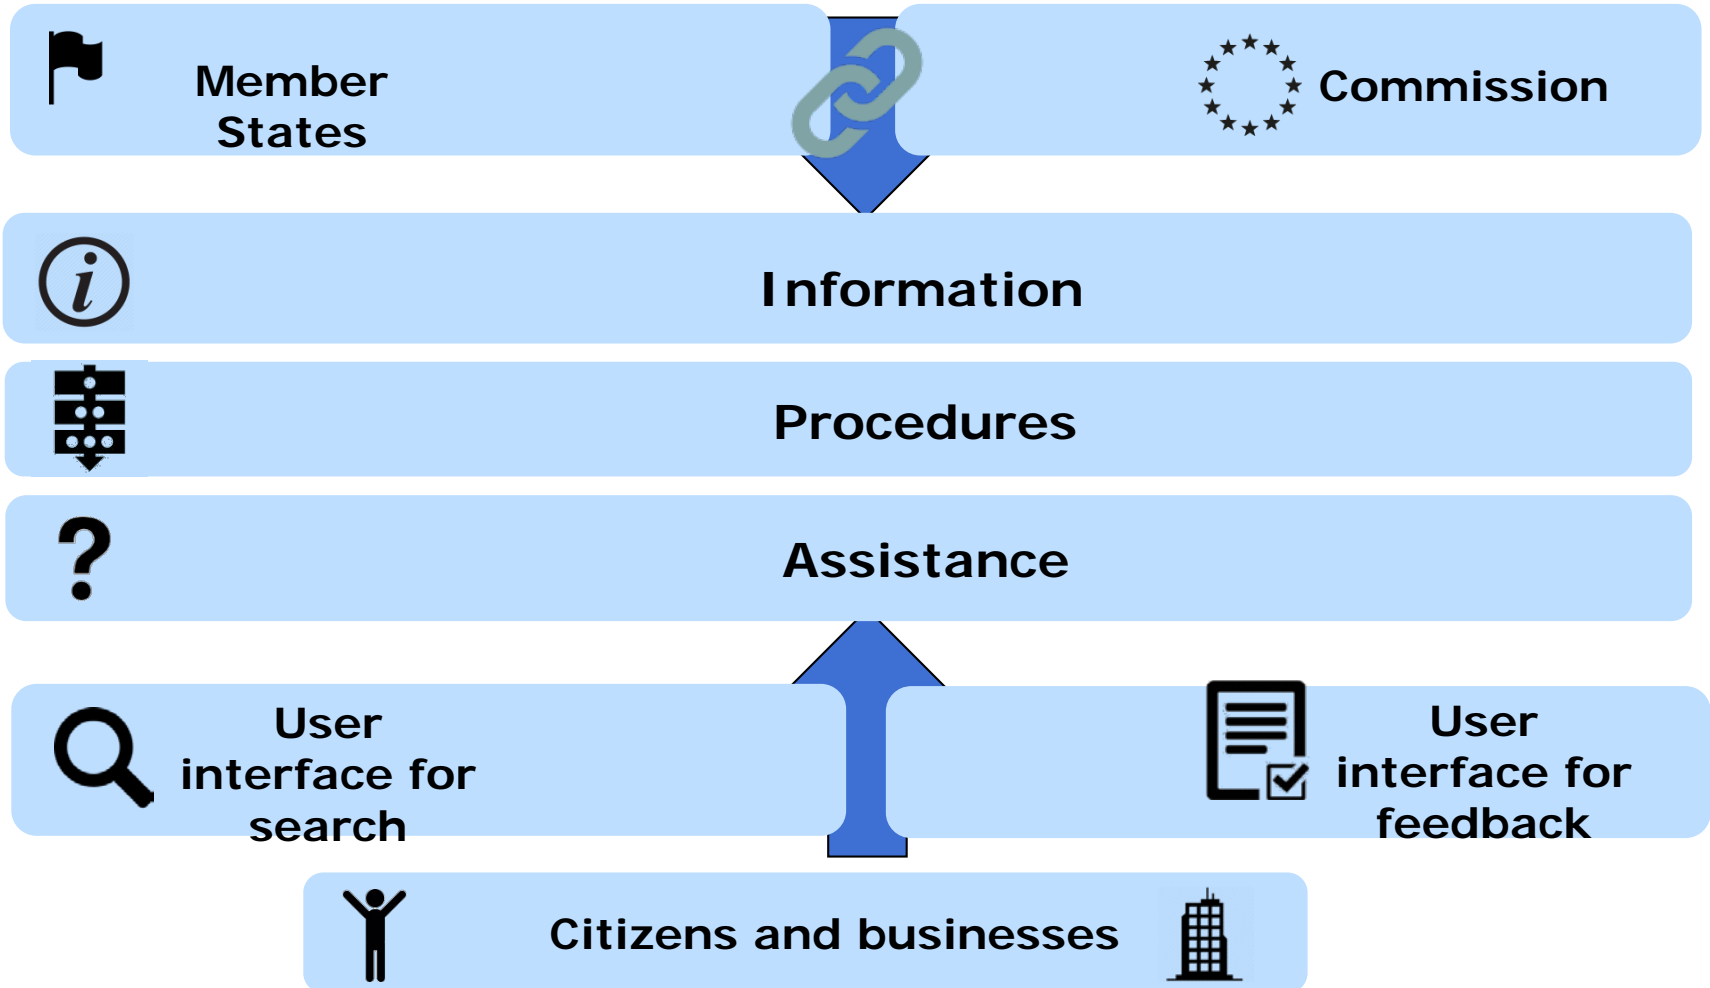 Member
States
Commission
Information
Procedures
Assistance
User
interface for
search
User
interface for
feedback
Citizens and businesses